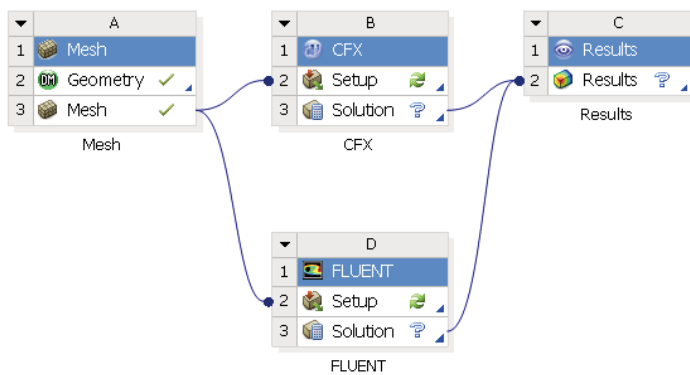 A
1 Mesh
2 DM Geometry
3 Mesh
Mesh
B
1 CFX
2 Setup
3 Solution ?
CFX
C
1 Results
2 Results ?
Results
D
1 FLUENT
2 Setup
3 Solution ?
FLUENT